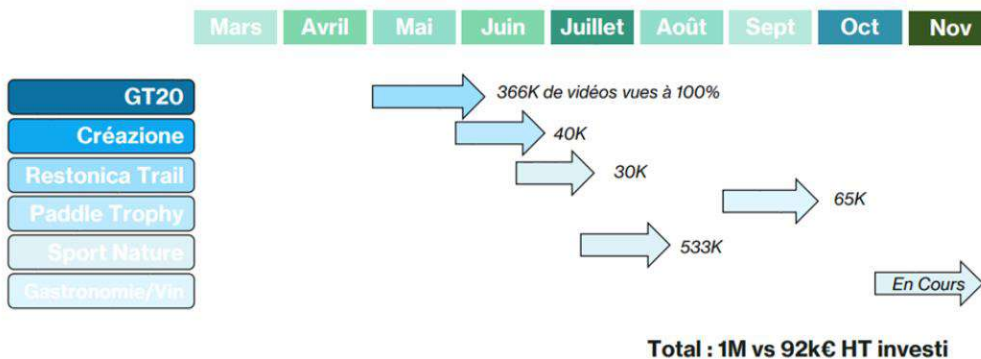 Mars Avril Mai Juin Juillet Août Sept Oct Nov
GT20 366K de vidéos vues à 100%
Créazione 40K
Restonica Trail 30K
Paddle Trophy 65K
Sport Nature 533K
Gastronomie/Vin En Cours
Total : 1M vs 92k€ HT investi